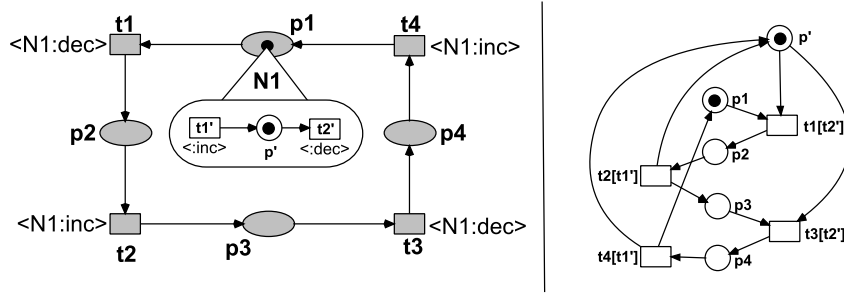 t1
p1
t4
<N1:dec>
<N1:inc>
N1
p2
t1'
t2'
<:inc>
p'
<:dec>
p4
<N1:inc>
<N1:dec>
t2
p3
t3
p'
p1
t1[t2']
p2
t2[t1']
p3
t3[t2']
t4[t1']
p4